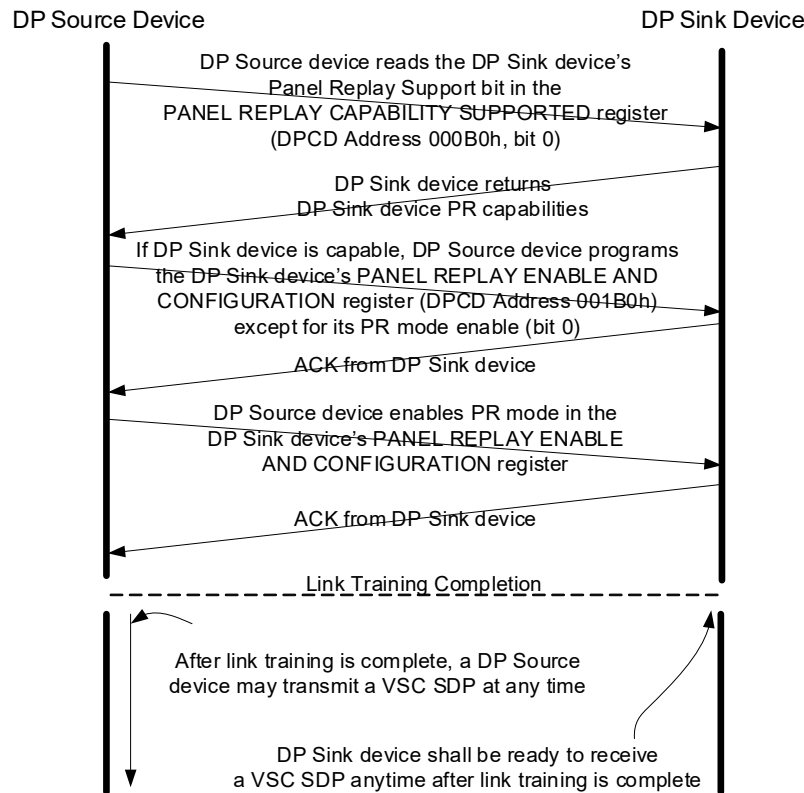 DP Source Device
DP Sink Device
DP Source device reads the DP Sink device's
Panel Replay Support bit in the
PANEL REPLAY CAPABILITY SUPPORTED register
(DPCD Address 000B0h, bit 0)
DP Sink device returns
DP Sink device PR capabilities
If DP Sink device is capable, DP Source device programs
the DP Sink device's PANEL REPLAY ENABLE AND
CONFIGURATION register (DPCD Address 001B0h)
except for its PR mode enable (bit 0)
ACK from DP Sink device
DP Source device enables PR mode in the
DP Sink device's PANEL REPLAY ENABLE
AND CONFIGURATION register
ACK from DP Sink device
Link Training Completion
After link training is complete, a DP Source
device may transmit a VSC SDP at any time
DP Sink device shall be ready to receive
a VSC SDP anytime after link training is complete